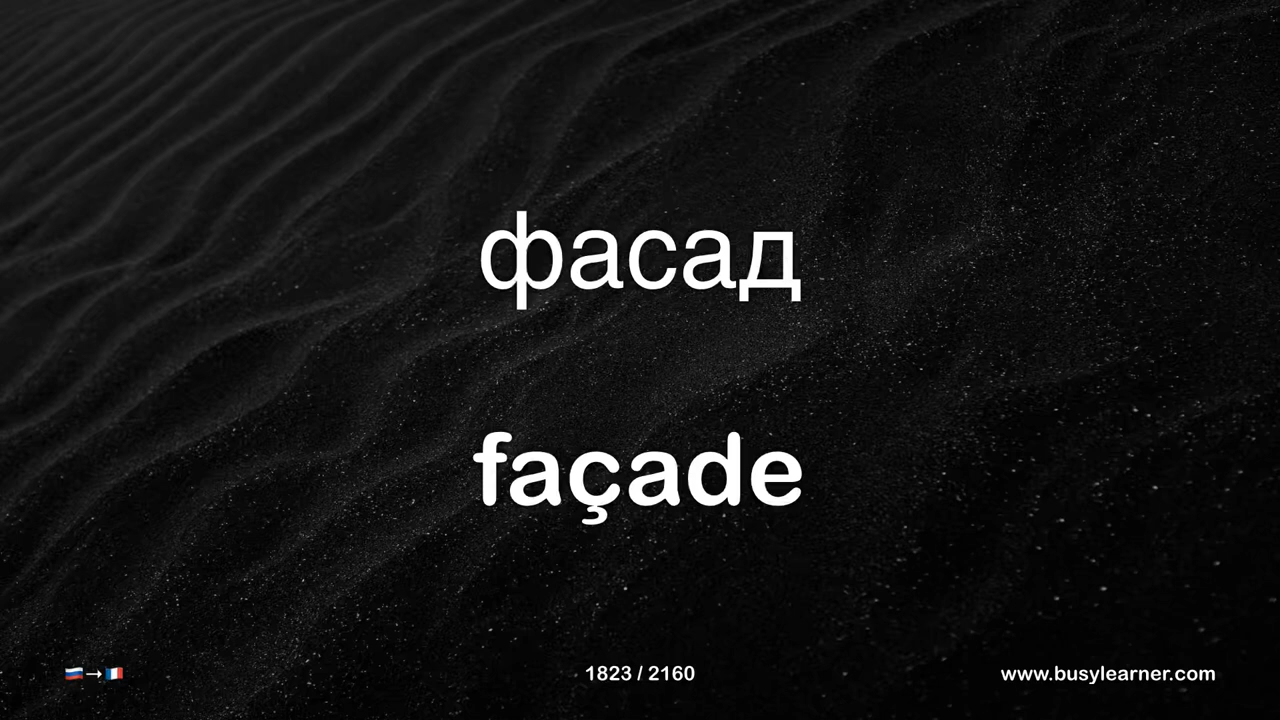 фасад
façade
🇷🇺→🇫🇷
1823 / 2160
www.busylearner.com